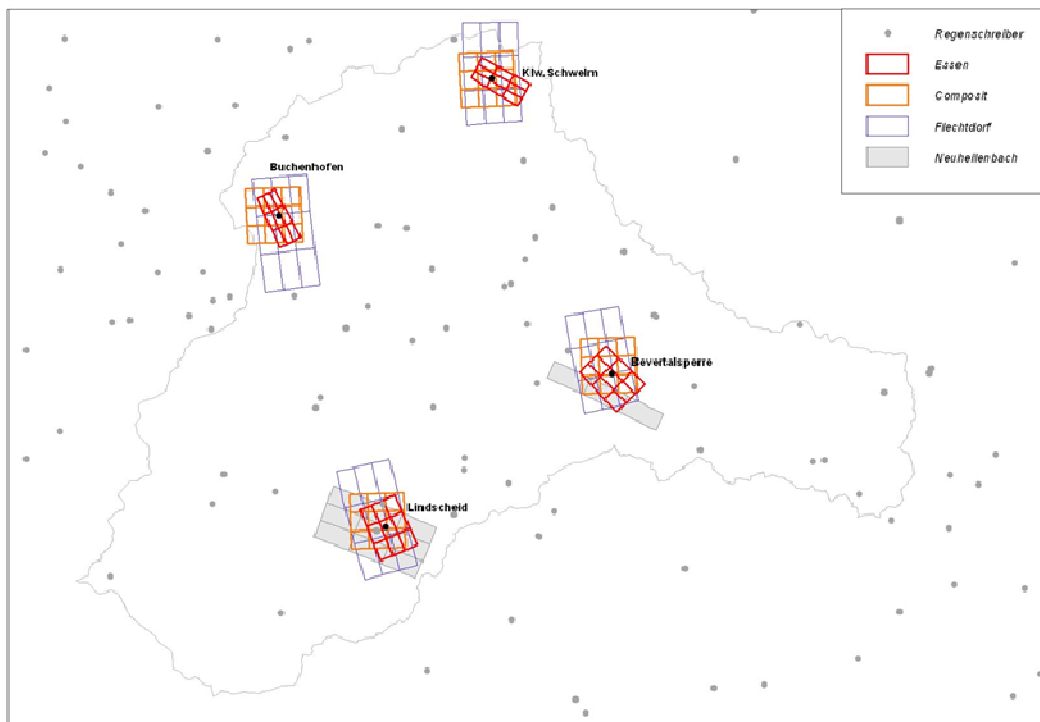 Regenschreiber
Essen
Composit
Flechtdorf
Neuhellenbach
Klw. Schwelm
Buchenhofen
Bevertalsperre
Lindscheid